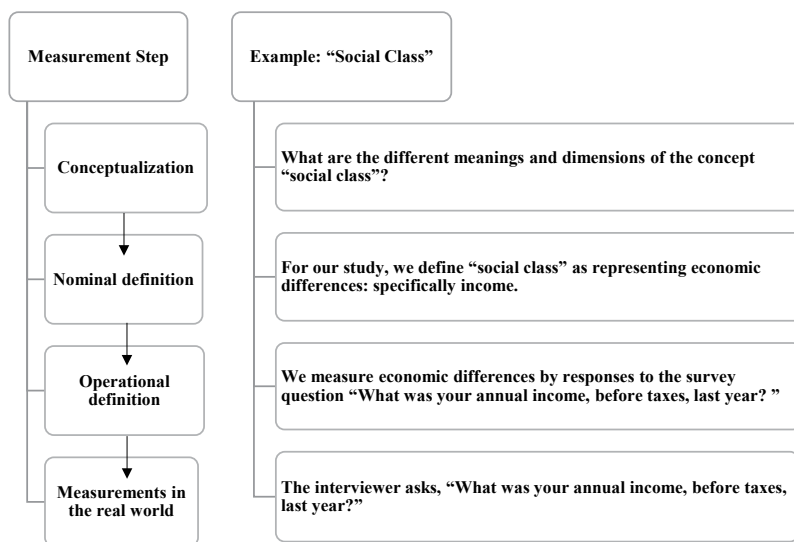 Measurement Step
Example: “Social Class”
Conceptualization
What are the different meanings and dimensions of the concept
“social class”?
Nominal definition
For our study, we define “social class” as representing economic
differences: specifically income.
Operational
definition
We measure economic differences by responses to the survey
question “What was your annual income, before taxes, last year? ”
Measurements in
the real world
The interviewer asks, “What was your annual income, before taxes,
last year?”